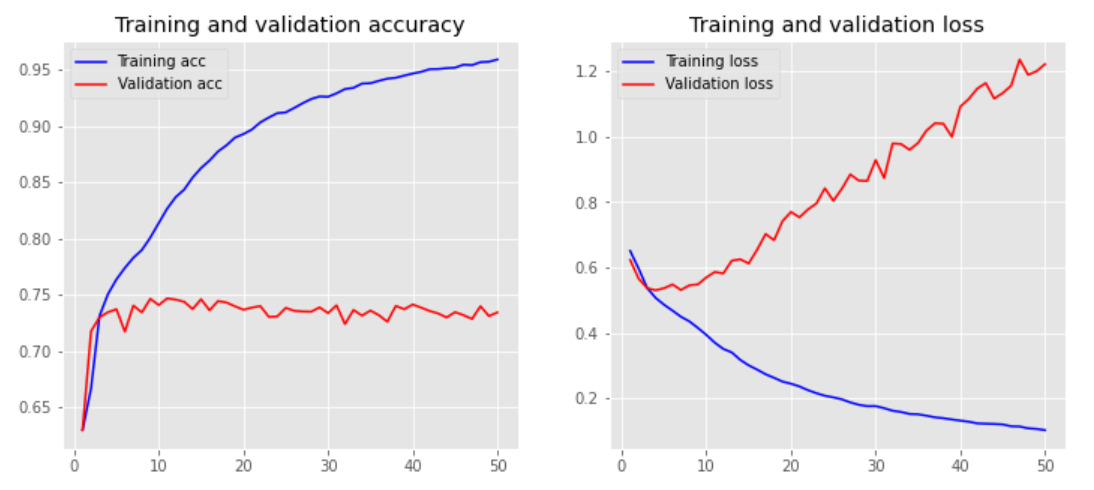 Training and validation accuracy
Training acc
Validation acc
0.95
0.90
0.85
0.80
0.75
0.70
0.65
0 10 20 30 40 50
Training and validation loss
Training loss
Validation loss
1.2
1.0
0.8
0.6
0.4
0.2
0 10 20 30 40 50